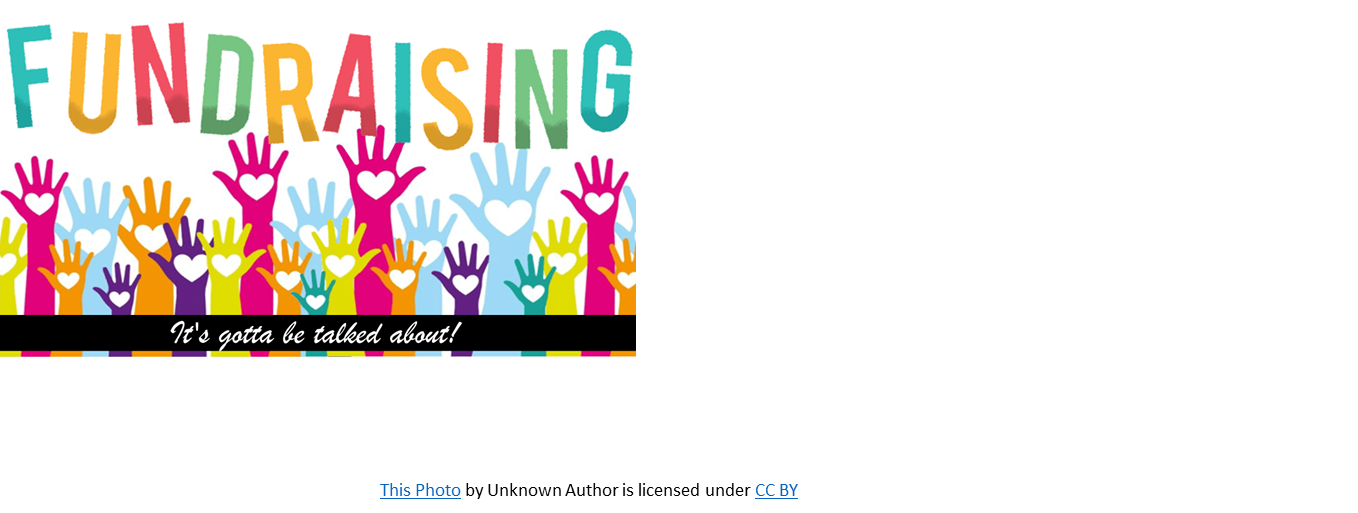 FUNDRAISING
It's gotta be talked about!
This Photo by Unknown Author is licensed under CC BY